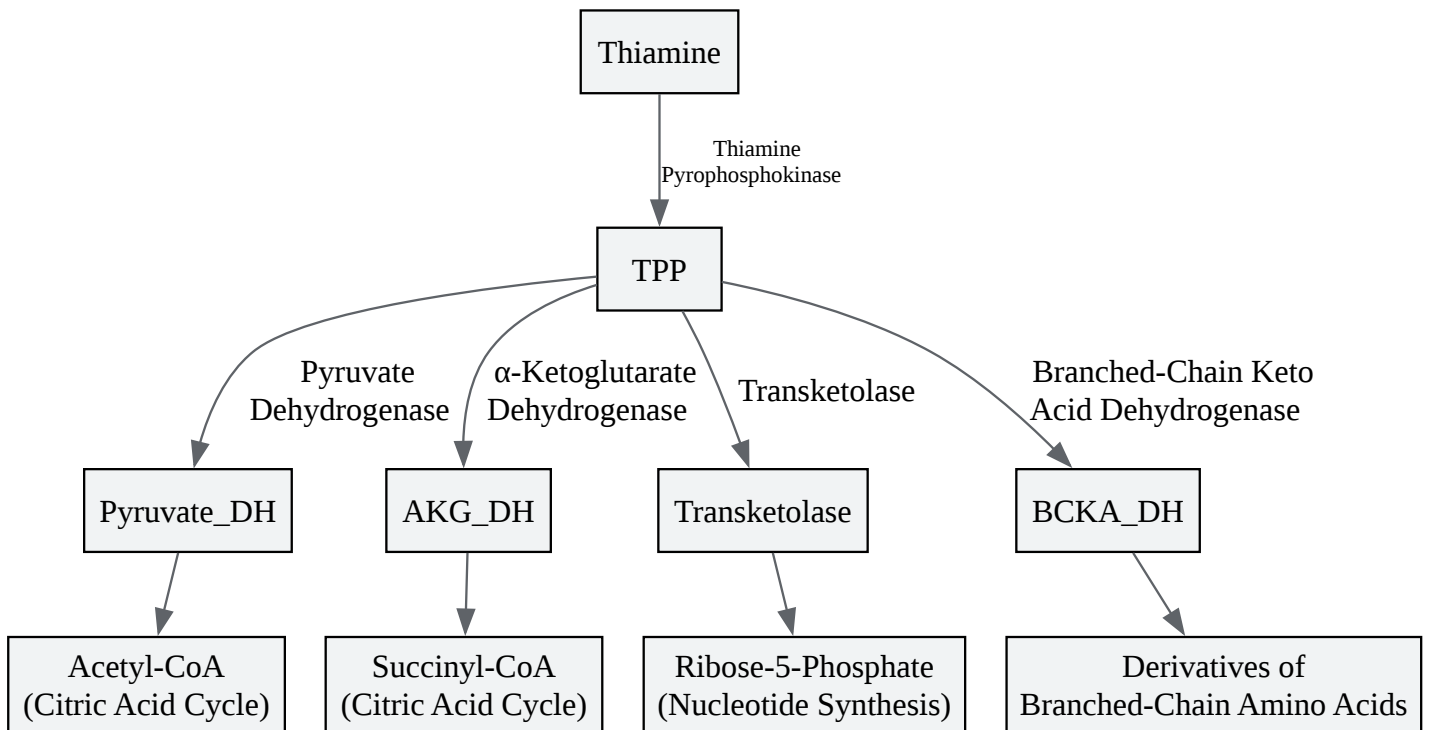 Thiamine
Thiamine
Pyrophosphokinase
TPP
Pyruvate
Dehydrogenase
α-Ketoglutarate
Dehydrogenase
Transketolase
Branched-Chain Keto
Acid Dehydrogenase
Pyruvate_DH
AKG_DH
Transketolase
BCKA_DH
Acetyl-CoA
(Citric Acid Cycle)
Succinyl-CoA
(Citric Acid Cycle)
Ribose-5-Phosphate
(Nucleotide Synthesis)
Derivatives of
Branched-Chain Amino Acids